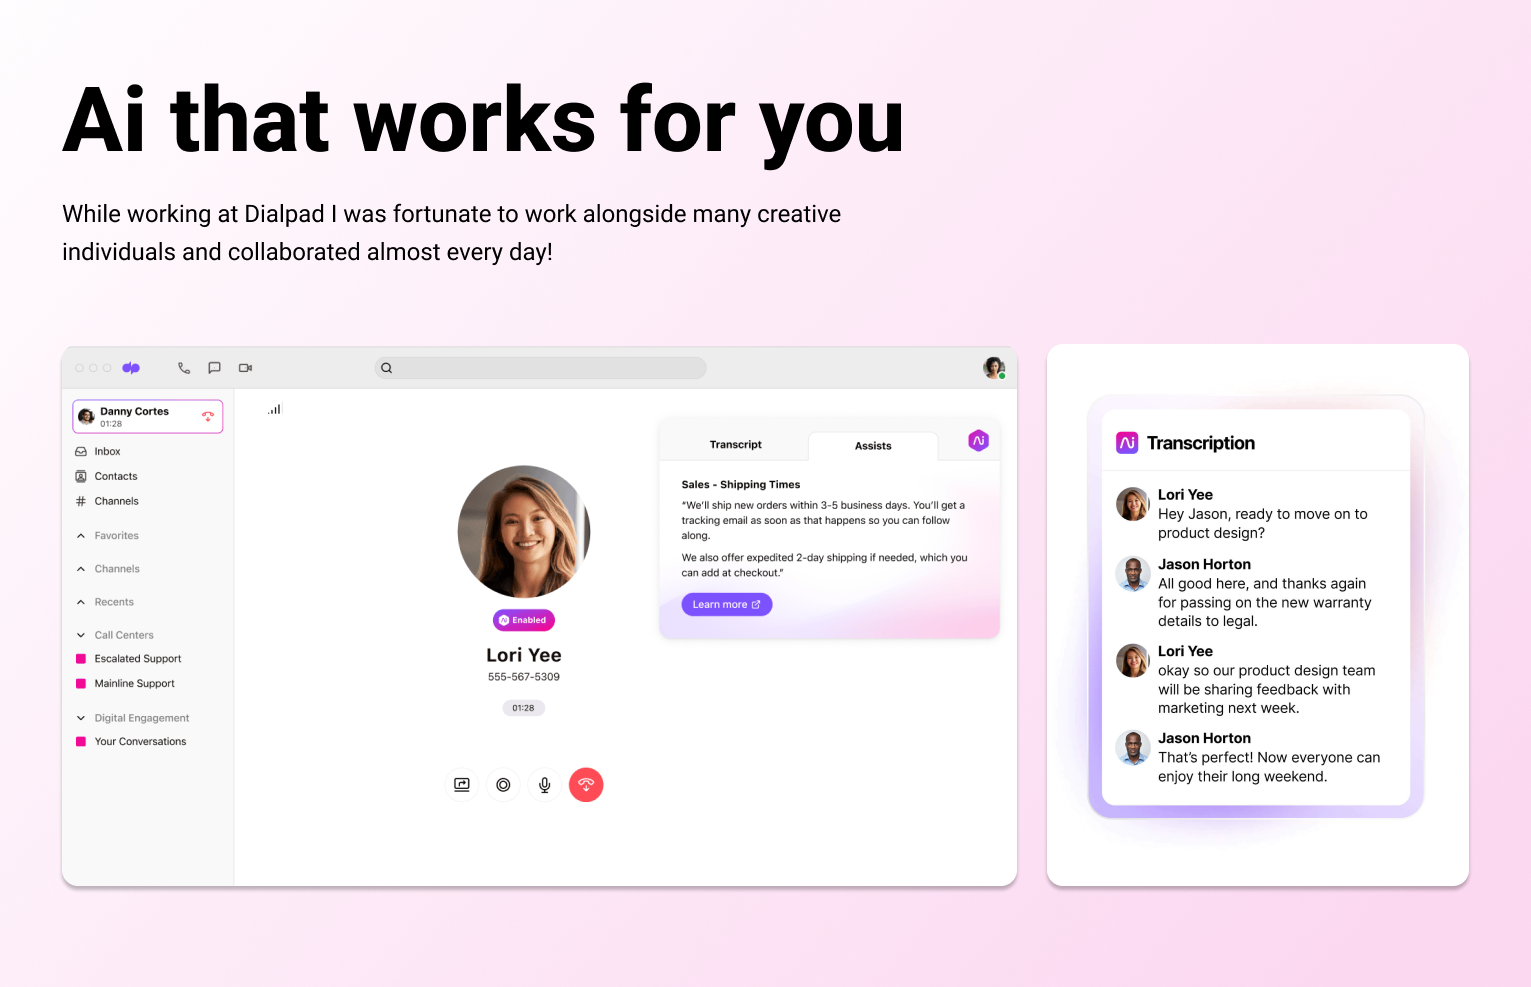 Ai that works for you
While working at Dialpad I was fortunate to work alongside many creative
individuals and collaborated almost every day!
dp
Danny Cortes
01:28
Inbox
Contacts
Channels
Favorites
Channels
Recents
Call Centers
Escalated Support
Mainline Support
Digital Engagement
Your Conversations
Ai Enabled
Lori Yee
555-567-5309
01:28
Transcript
Assists
Ai
Sales - Shipping Times
“We’ll ship new orders within 3-5 business days. You’ll get a
tracking email as soon as that happens so you can follow
along.
We also offer expedited 2-day shipping if needed, which you
can add at checkout.”
Learn more
Ai Transcription
Lori Yee
Hey Jason, ready to move on to
product design?
Jason Horton
All good here, and thanks again
for passing on the new warranty
details to legal.
Lori Yee
okay so our product design team
will be sharing feedback with
marketing next week.
Jason Horton
That’s perfect! Now everyone can
enjoy their long weekend.